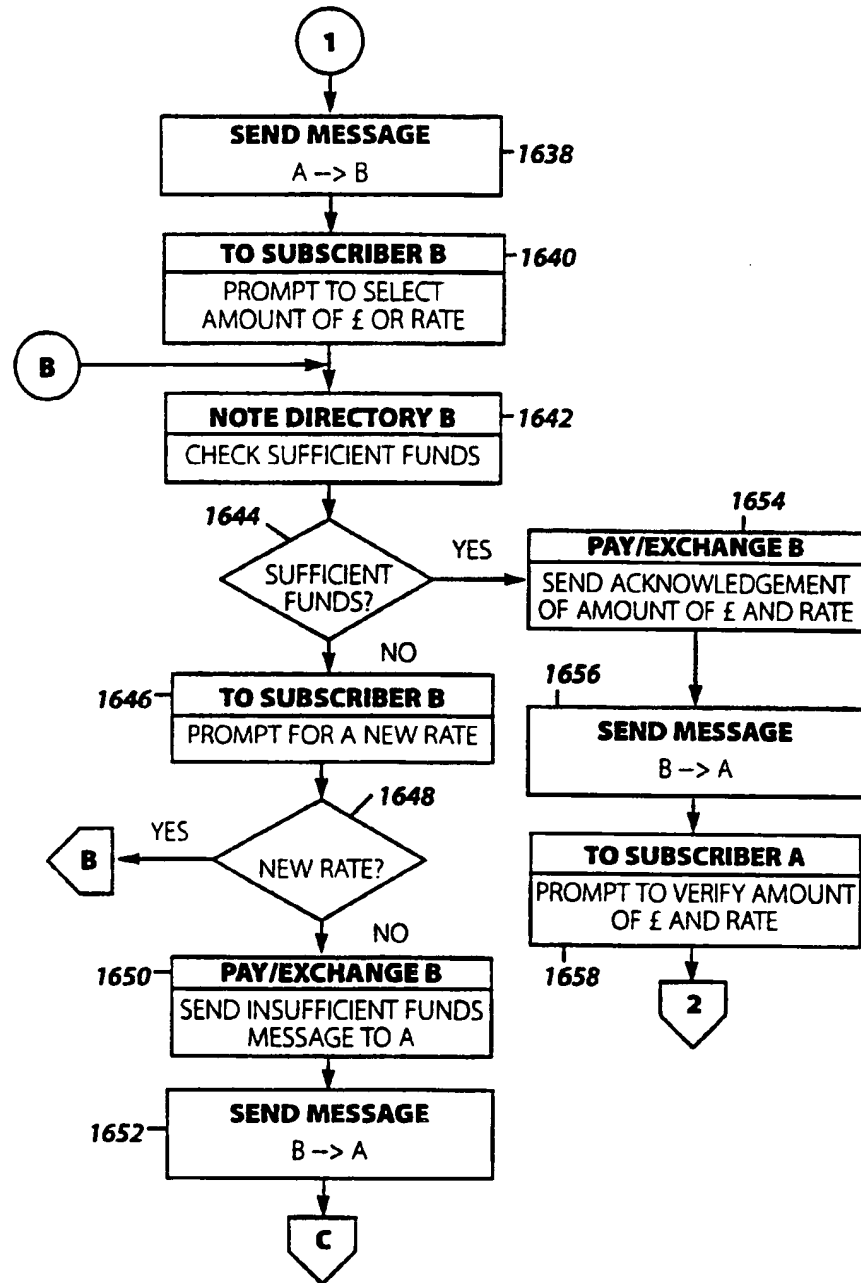 1
SEND MESSAGE
A --> B
1638
TO SUBSCRIBER B
1640
PROMPT TO SELECT
AMOUNT OF £ OR RATE
B
NOTE DIRECTORY B
1642
CHECK SUFFICIENT FUNDS
1644
SUFFICIENT
FUNDS?
YES
NO
1654
PAY/EXCHANGE B
SEND ACKNOWLEDGEMENT
OF AMOUNT OF £ AND RATE
1646
TO SUBSCRIBER B
PROMPT FOR A NEW RATE
1656
SEND MESSAGE
B --> A
1648
NEW RATE?
YES
B
NO
TO SUBSCRIBER A
PROMPT TO VERIFY AMOUNT
OF £ AND RATE
1658
2
1650
PAY/EXCHANGE B
SEND INSUFFICIENT FUNDS
MESSAGE TO A
1652
SEND MESSAGE
B --> A
C